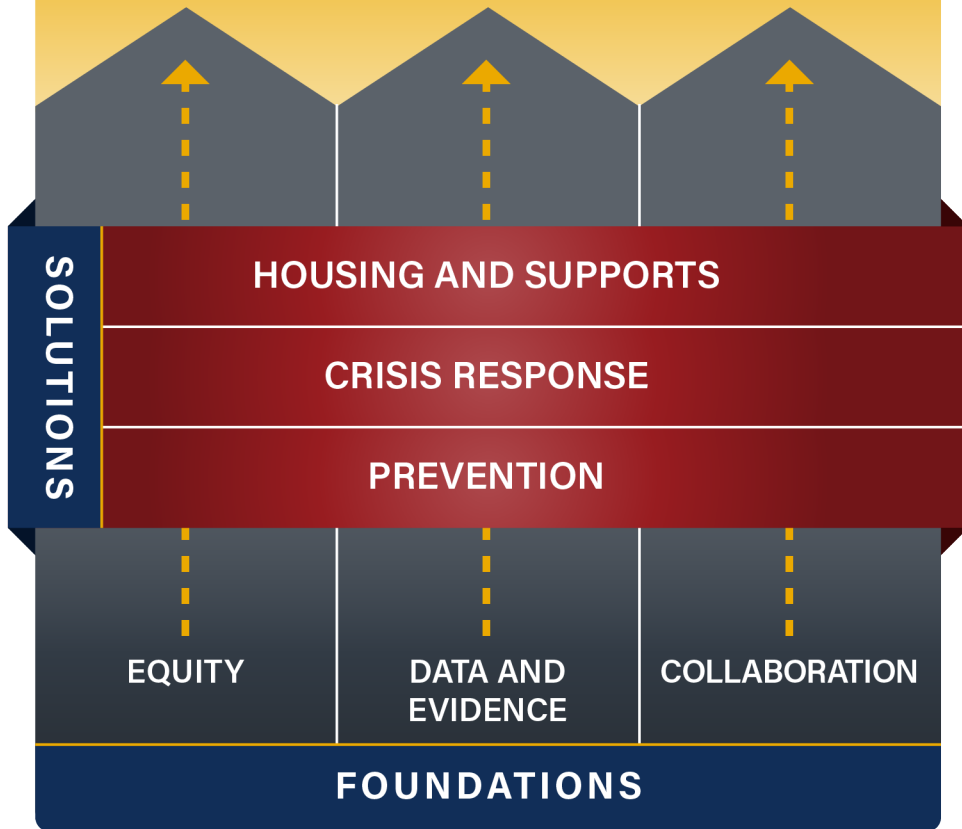 SOLUTIONS
HOUSING AND SUPPORTS
CRISIS RESPONSE
PREVENTION
EQUITY
DATA AND
EVIDENCE
COLLABORATION
FOUNDATIONS